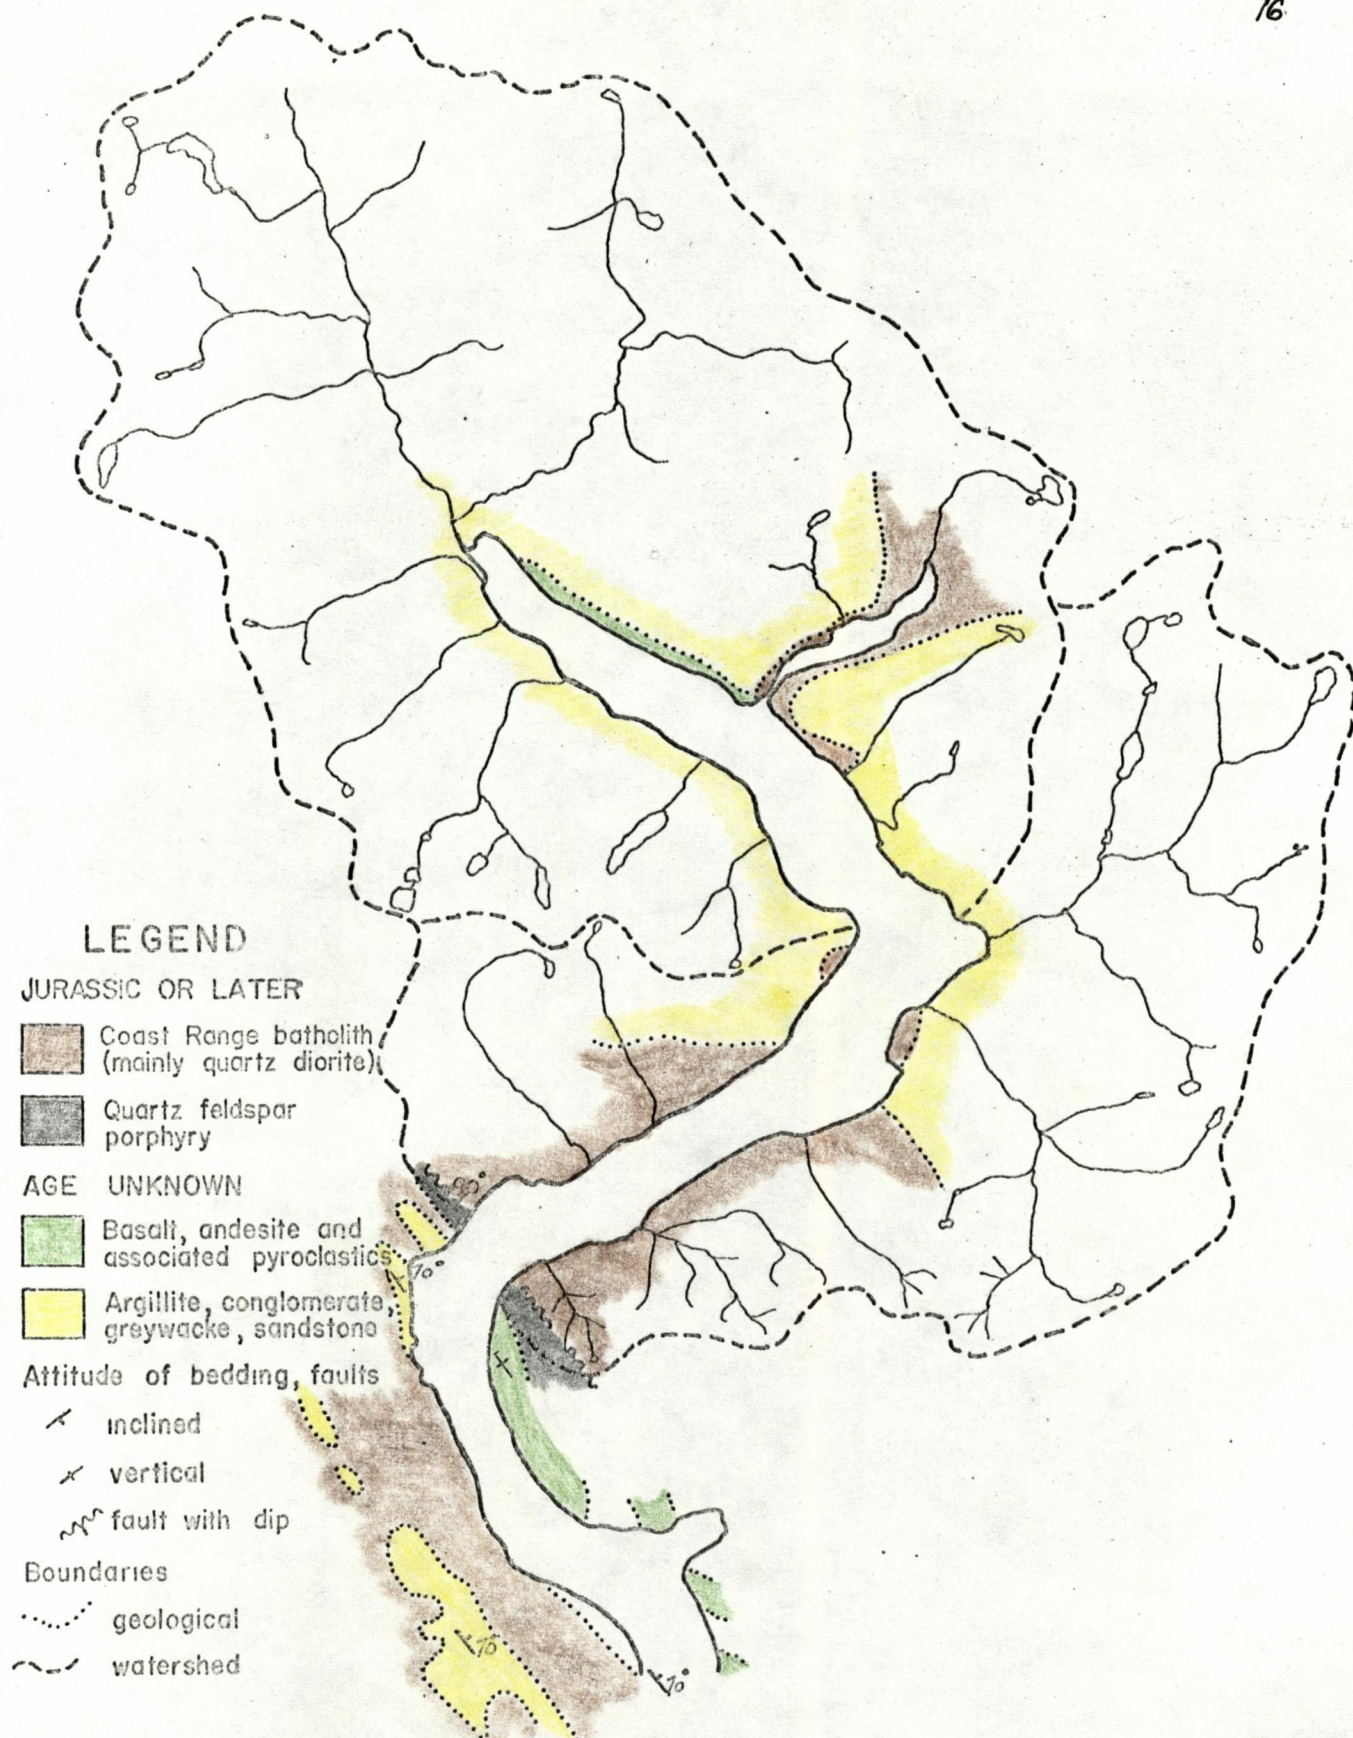 16
LEGEND
JURASSIC OR LATER
Coast Range batholith
(mainly quartz diorite)
Quartz feldspar
porphyry
AGE UNKNOWN
Basalt, andesite and
associated pyroclastics
Argillite, conglomerate,
greywacke, sandstone
Attitude of bedding, faults
inclined
vertical
fault with dip
Boundaries
geological
watershed
80°
70°
70
70°